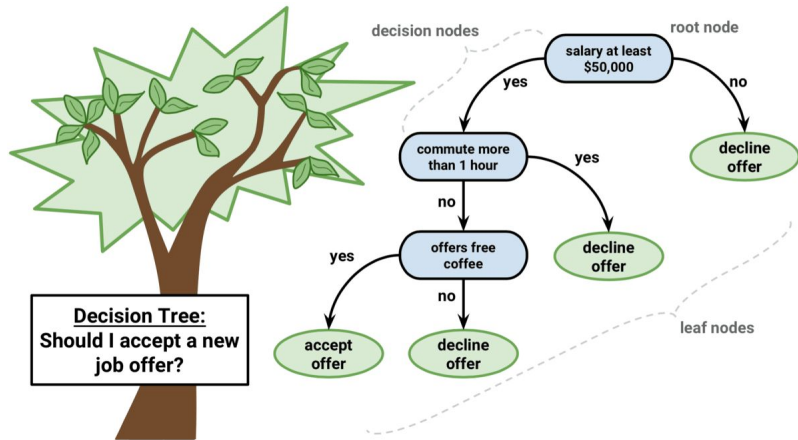 decision nodes
root node
salary at least
$50,000
yes
no
commute more
than 1 hour
yes
decline
offer
no
offers free
coffee
decline
offer
yes
no
Decision Tree:
Should I accept a new
job offer?
accept
offer
decline
offer
leaf nodes